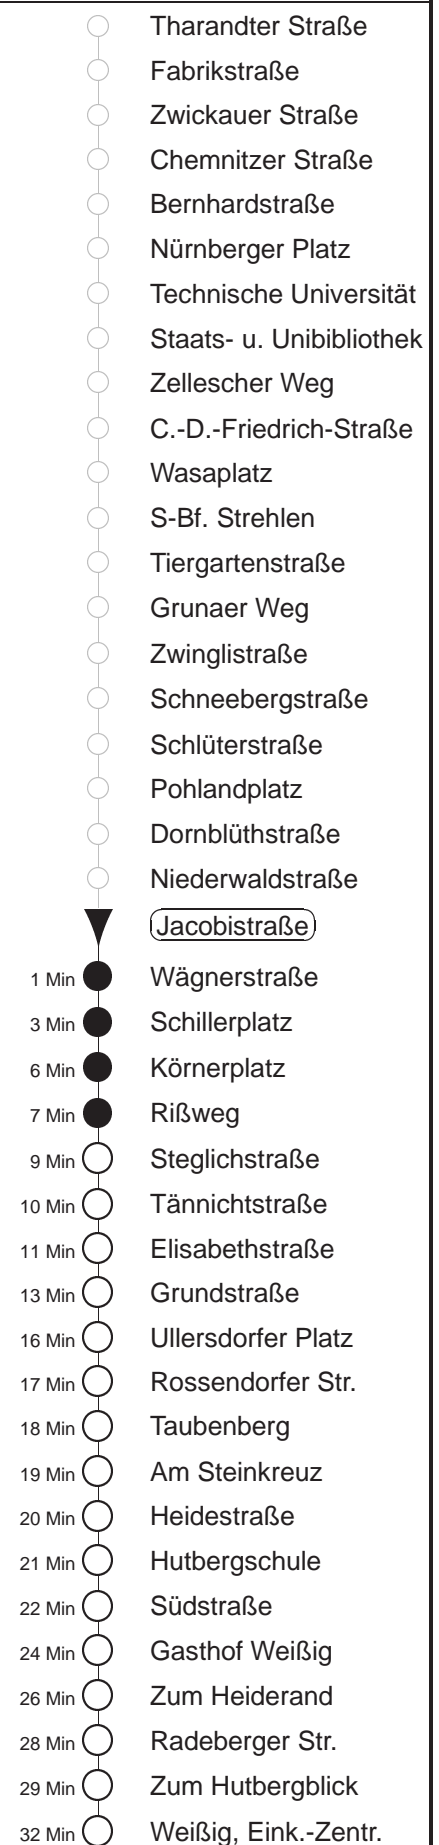 Tharandter Straße
Fabrikstraße
Zwickauer Straße
Chemnitzer Straße
Bernhardstraße
Nürnberger Platz
Technische Universität
Staats- u. Unibibliothek
Zellescher Weg
C.-D.-Friedrich-Straße
Wasaplatz
S-Bf. Strehlen
Tiergartenstraße
Grunaer Weg
Zwinglistraße
Schneebergstraße
Schlüterstraße
Pohlandplatz
Dornblüthstraße
Niederwaldstraße
Jacobistraße
1 Min Wägnerstraße
3 Min Schillerplatz
6 Min Körnerplatz
7 Min Rißweg
9 Min Steglichstraße
10 Min Tännichtstraße
11 Min Elisabethstraße
13 Min Grundstraße
16 Min Ullersdorfer Platz
17 Min Rossendorfer Str.
18 Min Taubenberg
19 Min Am Steinkreuz
20 Min Heidestraße
21 Min Hutbergschule
22 Min Südstraße
24 Min Gasthof Weißig
26 Min Zum Heiderand
28 Min Radeberger Str.
29 Min Zum Hutbergblick
32 Min Weißig, Eink.-Zentr.